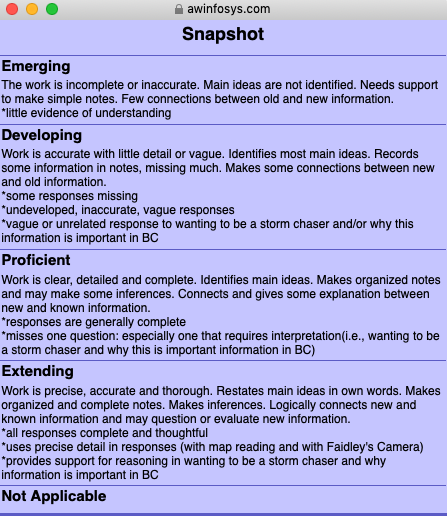 awinfosys.com
Snapshot
Emerging
The work is incomplete or inaccurate. Main ideas are not identified. Needs support
to make simple notes. Few connections between old and new information.
*little evidence of understanding
Developing
Work is accurate with little detail or vague. Identifies most main ideas. Records
some information in notes, missing much. Makes some connections between new
and old information.
*some responses missing
*undeveloped, inaccurate, vague responses
*vague or unrelated response to wanting to be a storm chaser and/or why this
information is important in BC
Proficient
Work is clear, detailed and complete. Identifies main ideas. Makes organized notes
and may make some inferences. Connects and gives some explanation between
new and known information.
*responses are generally complete
*misses one question: especially one that requires interpretation(i.e., wanting to be
a storm chaser and why this is important information in BC)
Extending
Work is precise, accurate and thorough. Restates main ideas in own words. Makes
organized and complete notes. Makes inferences. Logically connects new and
known information and may question or evaluate new information.
*all responses complete and thoughtful
*uses precise detail in responses (with map reading and with Faidley's Camera)
*provides support for reasoning in wanting to be a storm chaser and why
information is important in BC
Not Applicable